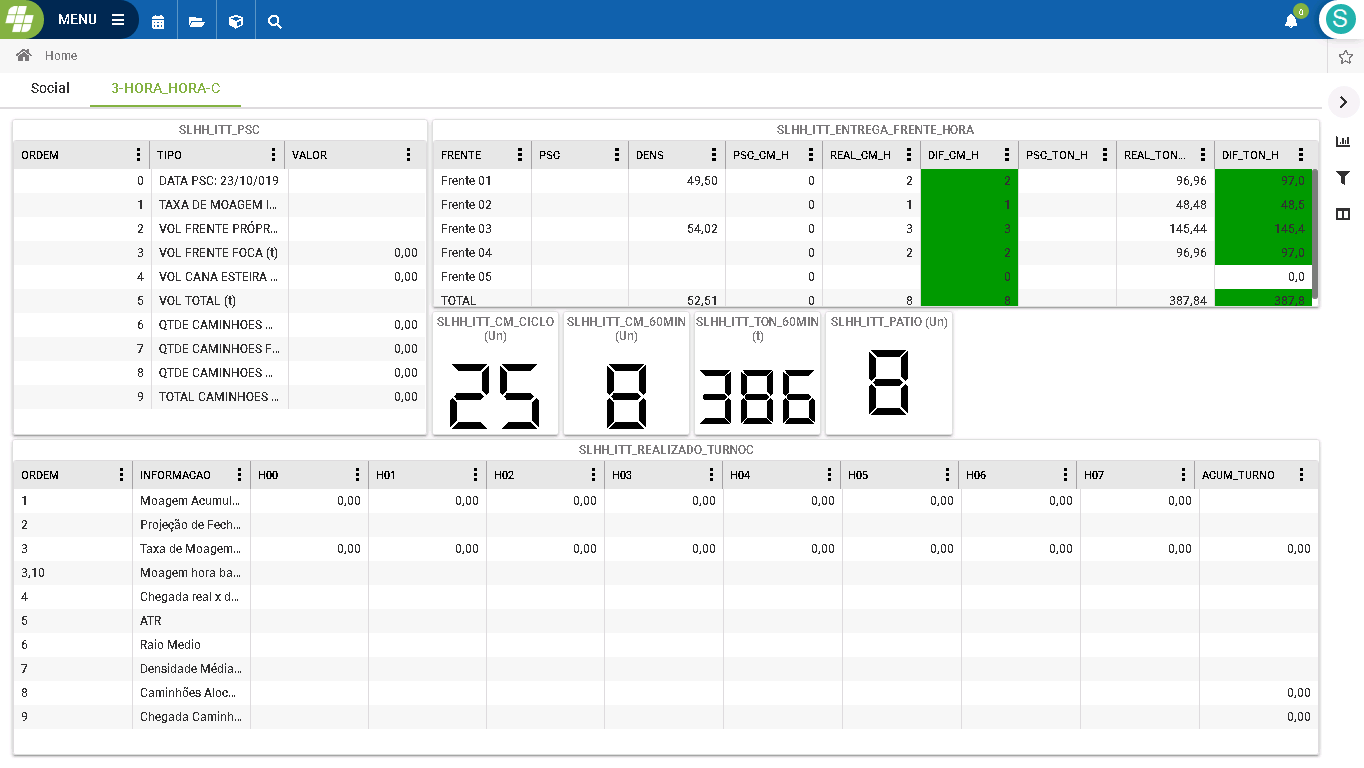 MENU
0
S
Home
Social 3-HORA_HORA-C
SLHH_ITT_PSC
ORDEM TIPO VALOR
0 DATA PSC: 23/10/019
1 TAXA DE MOAGEM I...
2 VOL FRENTE PRÓPR...
3 VOL FRENTE FOCA (t) 0,00
4 VOL CANA ESTEIRA ... 0,00
5 VOL TOTAL (t)
6 QTDE CAMINHOES ... 0,00
7 QTDE CAMINHOES F... 0,00
8 QTDE CAMINHOES ... 0,00
9 TOTAL CAMINHOES ... 0,00
SLHH_ITT_ENTREGA_FRENTE_HORA
FRENTE PSC DENS PSC_CM_H REAL_CM_H DIF_CM_H PSC_TON_H REAL_TON... DIF_TON_H
Frente 01 49,50 0 2 2 96,96 97,0
Frente 02 0 1 1 48,48 48,5
Frente 03 54,02 0 3 3 145,44 145,4
Frente 04 0 2 2 96,96 97,0
Frente 05 0 0 0,0
TOTAL 52,51 0 8 8 387,84 387,8
SLHH_ITT_CM_CICLO
(Un)
25
SLHH_ITT_CM_60MIN
(Un)
8
SLHH_ITT_TON_60MIN
(t)
386
SLHH_ITT_PATIO (Un)
8
SLHH_ITT_REALIZADO_TURNOC
ORDEM INFORMACAO H00 H01 H02 H03 H04 H05 H06 H07 ACUM_TURNO
1 Moagem Acumul... 0,00 0,00 0,00 0,00 0,00 0,00 0,00 0,00
2 Projeção de Fech...
3 Taxa de Moagem... 0,00 0,00 0,00 0,00 0,00 0,00 0,00 0,00 0,00
3,10 Moagem hora ba...
4 Chegada real x d...
5 ATR
6 Raio Medio
7 Densidade Média...
8 Caminhões Aloc... 0,00
9 Chegada Caminh... 0,00